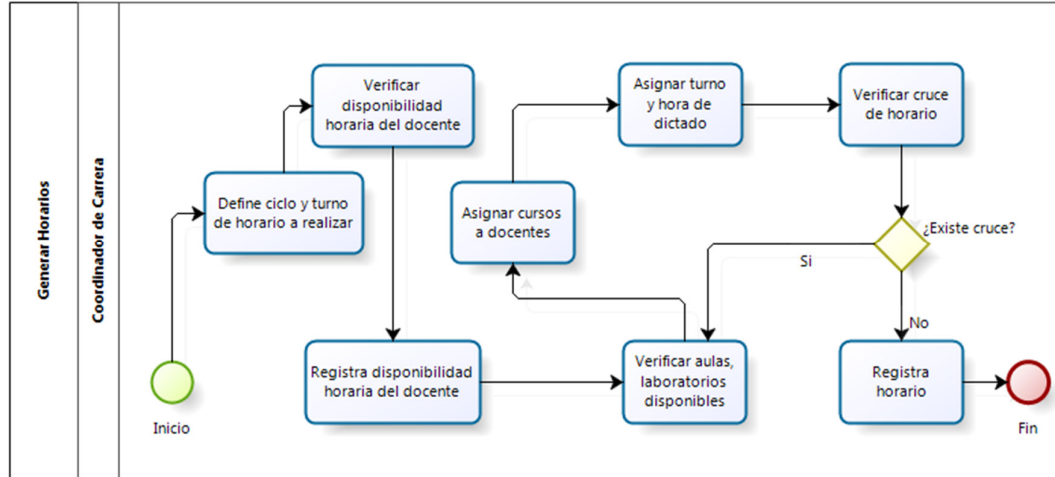 Generar Horarios
Coordinador de Carrera
Inicio
Define ciclo y turno
de horario a realizar
Verificar
disponibilidad
horaria del docente
Registra disponibilidad
horaria del docente
Verificar aulas,
laboratorios
disponibles
Asignar cursos
a docentes
Asignar turno
y hora de
dictado
Verificar cruce
de horario
¿Existe cruce?
Si
No
Registra
horario
Fin